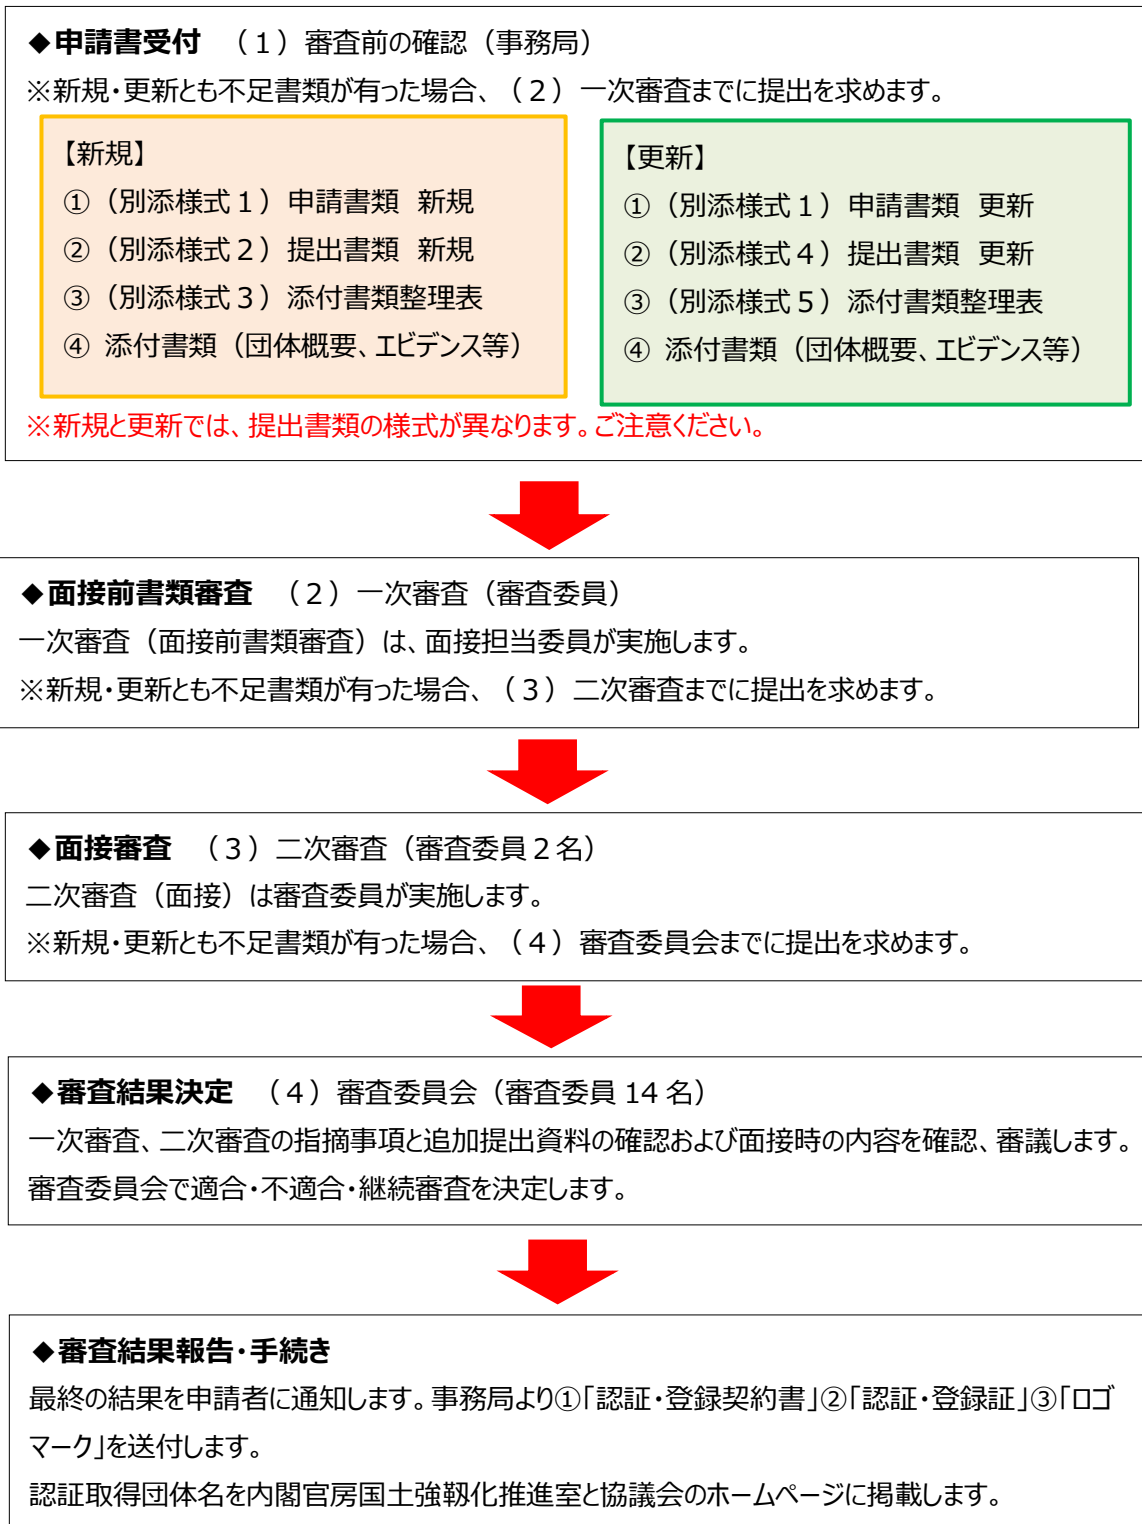 ◆申請書受付　（１）審査前の確認（事務局）
※新規・更新とも不足書類が有った場合、（２）一次審査までに提出を求めます。
【新規】
①（別添様式１）申請書類 新規
②（別添様式２）提出書類 新規
③（別添様式３）添付書類整理表
④ 添付書類（団体概要、エビデンス等）
【更新】
①（別添様式１）申請書類 更新
②（別添様式４）提出書類 更新
③（別添様式５）添付書類整理表
④ 添付書類（団体概要、エビデンス等）
※新規と更新では、提出書類の様式が異なります。ご注意ください。
◆面接前書類審査　（２）一次審査（審査委員）
一次審査（面接前書類審査）は、面接担当委員が実施します。
※新規・更新とも不足書類が有った場合、（３）二次審査までに提出を求めます。
◆面接審査　（３）二次審査（審査委員２名）
二次審査（面接）は審査委員が実施します。
※新規・更新とも不足書類が有った場合、（４）審査委員会までに提出を求めます。
◆審査結果決定　（４）審査委員会（審査委員 14 名）
一次審査、二次審査の指摘事項と追加提出資料の確認および面接時の内容を確認、審議します。
審査委員会で適合・不適合・継続審査を決定します。
◆審査結果報告・手続き
最終の結果を申請者に通知します。事務局より①「認証・登録契約書」②「認証・登録証」③「ロゴ
マーク」を送付します。
認証取得団体名を内閣官房国土強靱化推進室と協議会のホームページに掲載します。